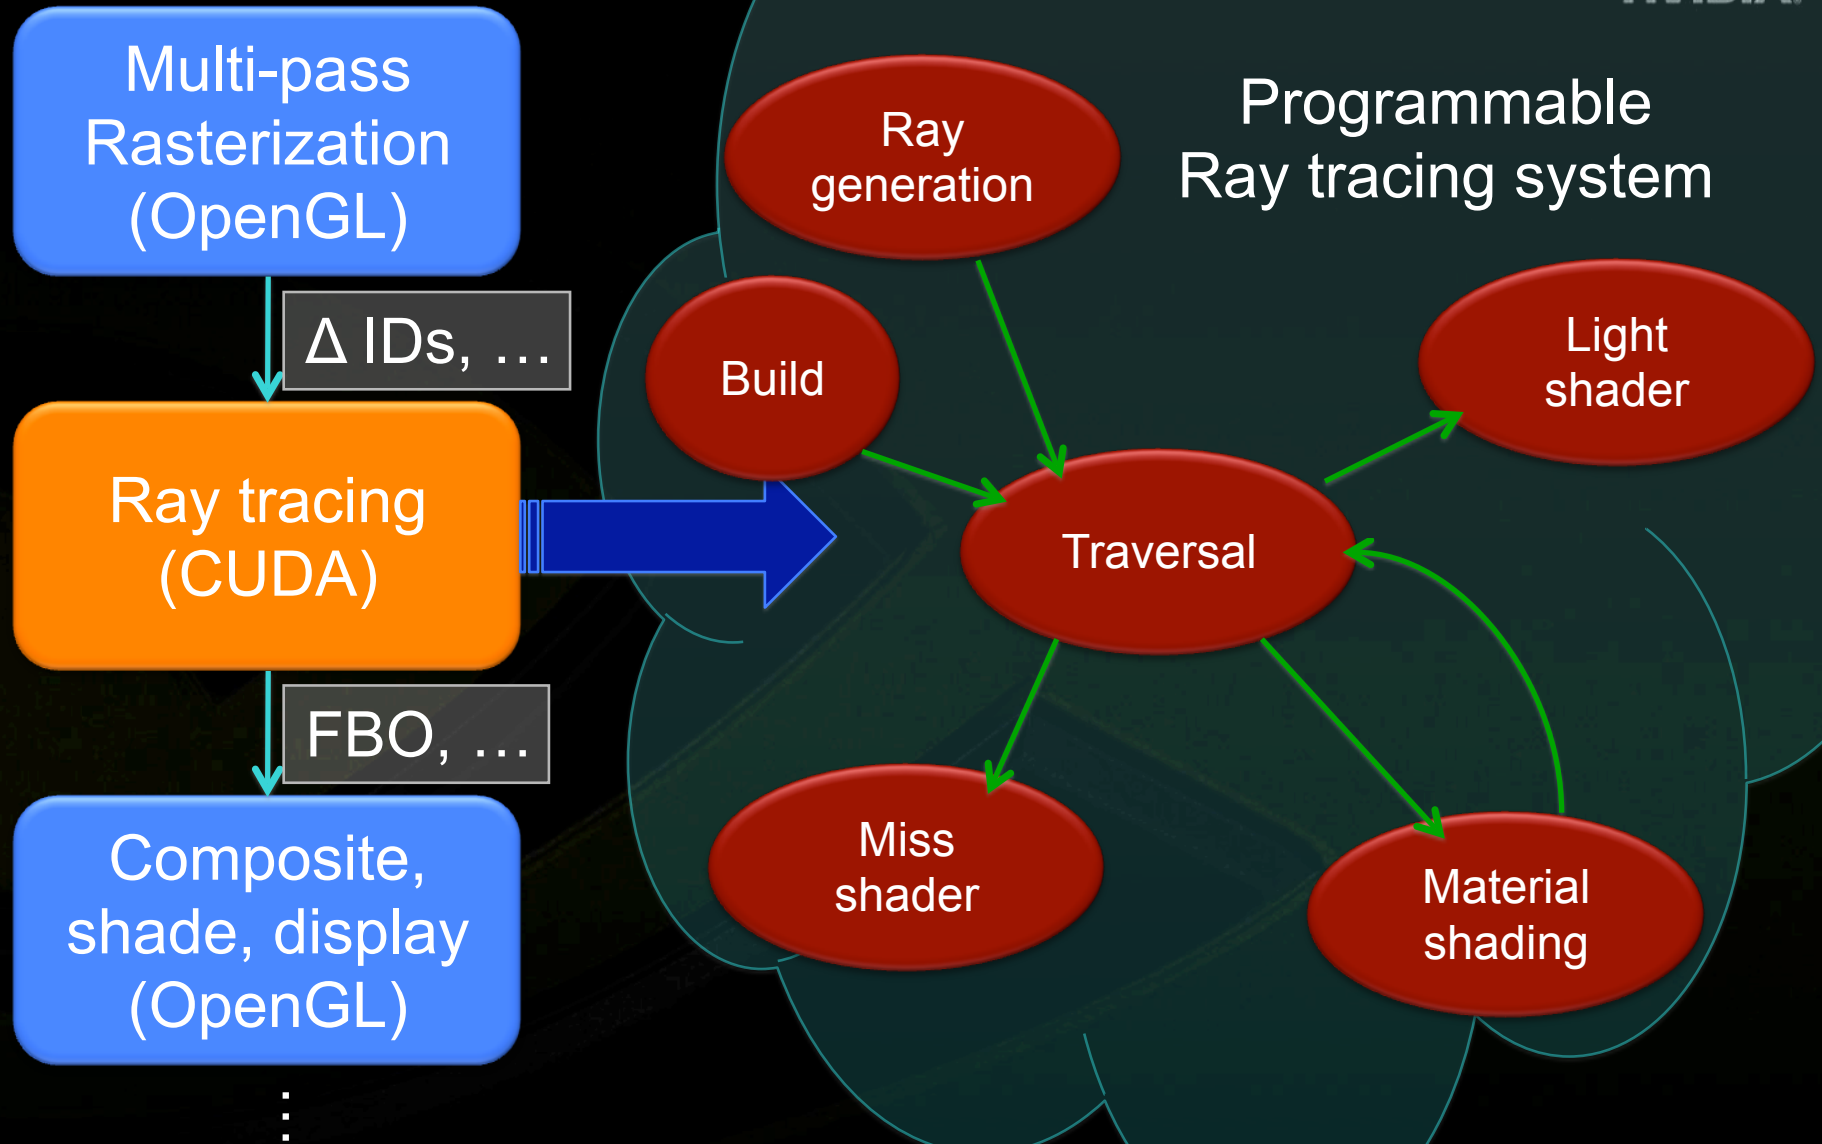 Multi-pass
Rasterization
(OpenGL)
Δ IDs, …
Ray tracing
(CUDA)
FBO, …
Composite,
shade, display
(OpenGL)
⋮
Programmable
Ray tracing system
Ray
generation
Build
Light
shader
Traversal
Miss
shader
Material
shading